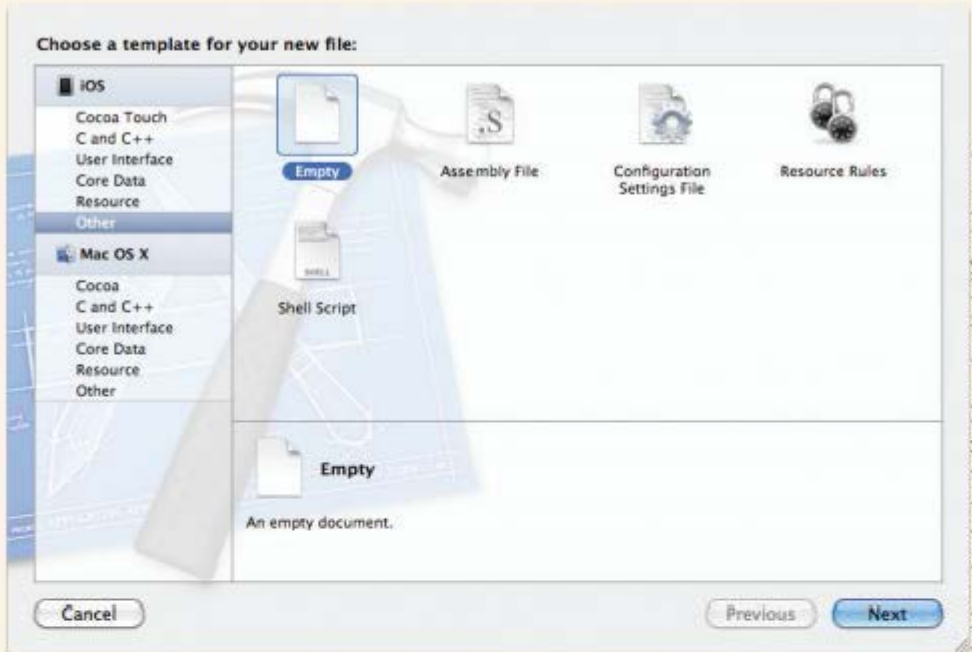 Choose a template for your new file:
iOS
Cocoa Touch
C and C++
User Interface
Core Data
Resource
Other
Mac OS X
Cocoa
C and C++
User Interface
Core Data
Resource
Other
Empty
.S
Assembly File
Configuration
Settings File
Resource Rules
SHELL
Shell Script
Empty
An empty document.
Cancel
Previous
Next